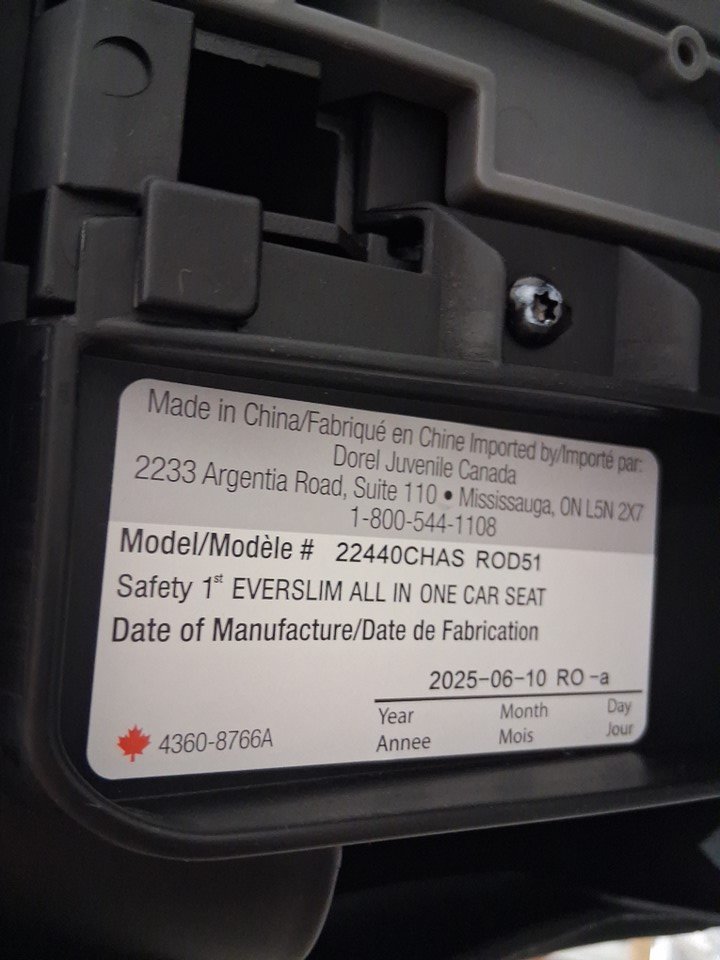 Made in China/Fabriqué en Chine Imported by/Importé par:
Dorel Juvenile Canada
2233 Argentia Road, Suite 110 • Mississauga, ON L5N 2X7
1-800-544-1108
Model/Modèle # 22440CHAS ROD51
Safety 1st EVERSLIM ALL IN ONE CAR SEAT
Date of Manufacture/Date de Fabrication
2025-06-10 RO -a
Year Month Day
Annee Mois Jour
4360-8766A